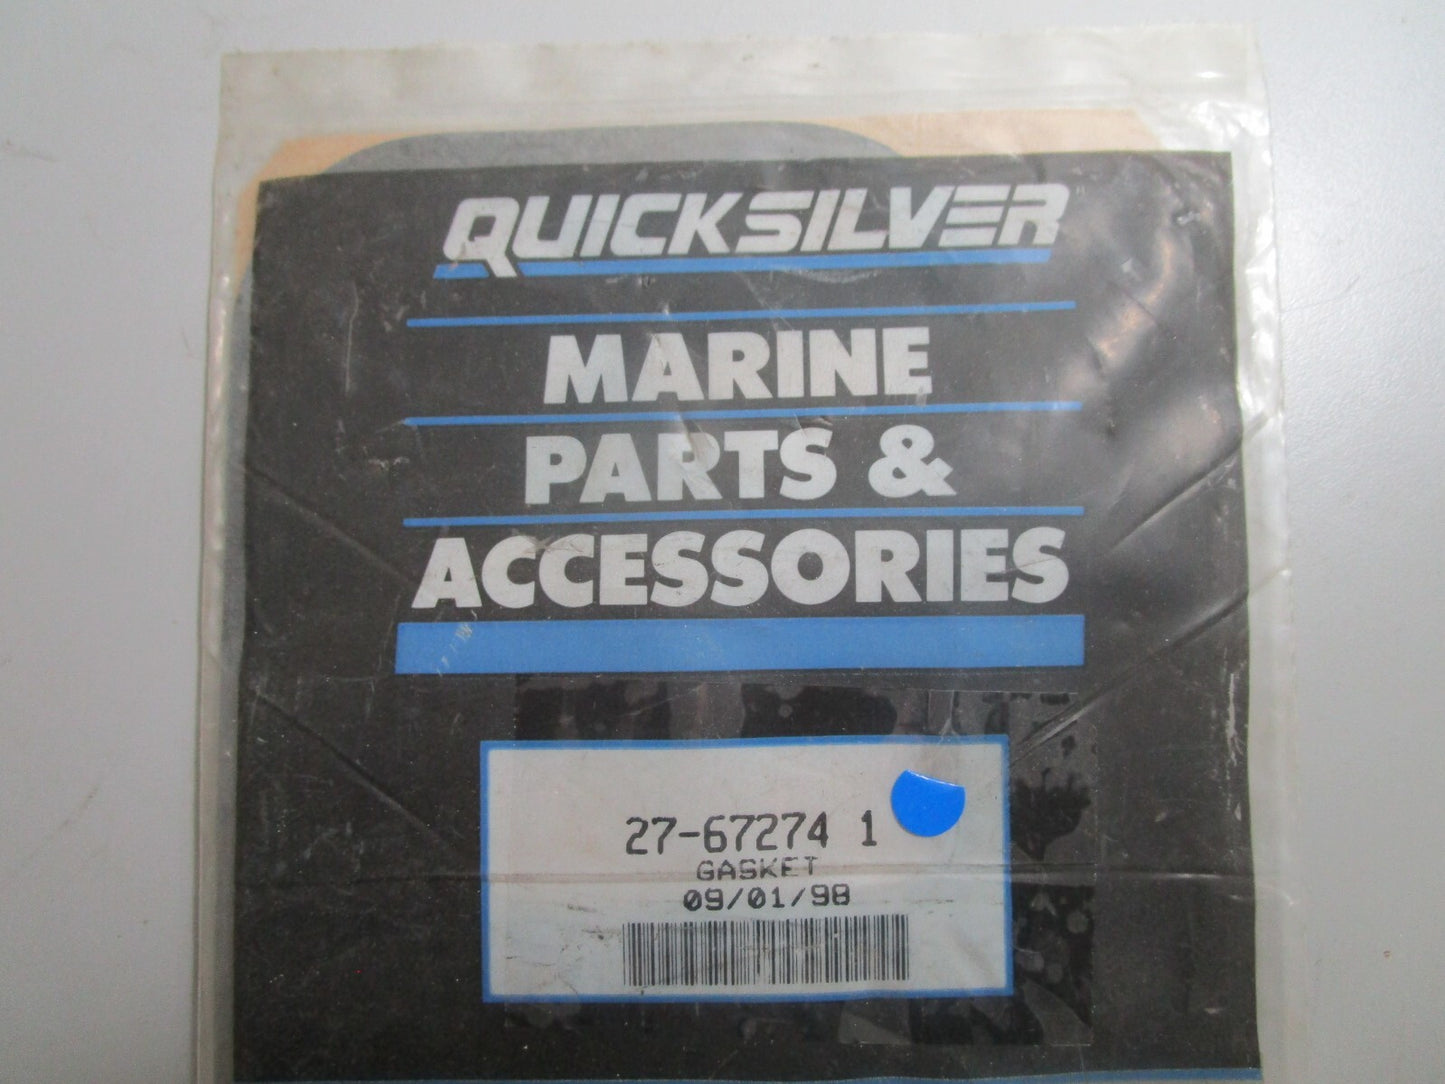 QUICKSILVER
MARINE
PARTS &
ACCESSORIES
27-67274 1
GASKET
09/01/98